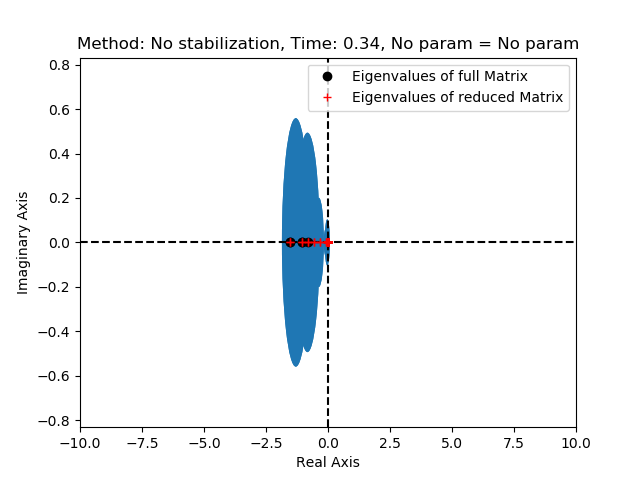 Method: No stabilization, Time: 0.34, No param = No param
Eigenvalues of full Matrix
Eigenvalues of reduced Matrix
Imaginary Axis
0.8
0.6
0.4
0.2
0.0
−0.2
−0.4
−0.6
−0.8
−10.0 −7.5 −5.0 −2.5 0.0 2.5 5.0 7.5 10.0
Real Axis